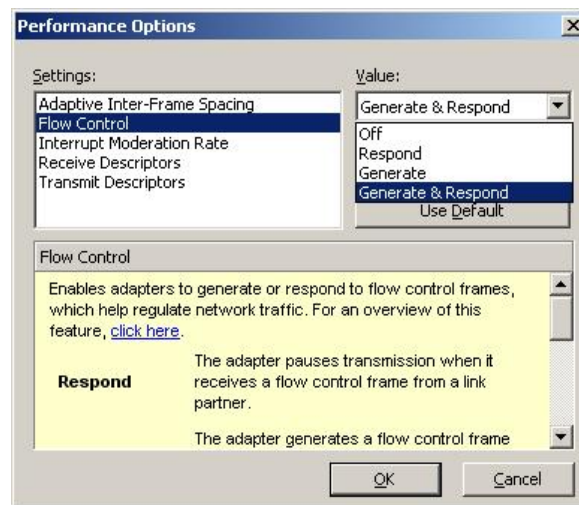 Performance Options
Settings:
Value:
Adaptive Inter-Frame Spacing
Flow Control
Interrupt Moderation Rate
Receive Descriptors
Transmit Descriptors
Generate & Respond
Off
Respond
Generate
Generate & Respond
Use Default
Flow Control
Enables adapters to generate or respond to flow control frames,
which help regulate network traffic. For an overview of this
feature, click here.
Respond
The adapter pauses transmission when it
receives a flow control frame from a link
partner.
The adapter generates a flow control frame
OK
Cancel